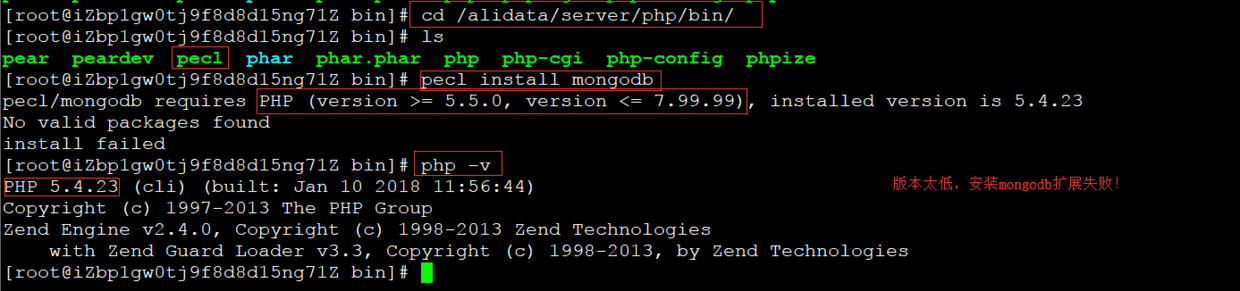 [root@iZbp1gw0tj9f8d8d15ng71Z bin]# cd /alidata/server/php/bin/
[root@iZbp1gw0tj9f8d8d15ng71Z bin]# ls
pear peardev pecl phar phar.phar php php-cgi php-config phpize
[root@iZbp1gw0tj9f8d8d15ng71Z bin]# pecl install mongodb
pecl/mongodb requires PHP (version >= 5.5.0, version <= 7.99.99), installed version is 5.4.23
No valid packages found
install failed
[root@iZbp1gw0tj9f8d8d15ng71Z bin]# php -v
PHP 5.4.23 (cli) (built: Jan 10 2018 11:56:44)
版本太低，安装mongodb扩展失败！
Copyright (c) 1997-2013 The PHP Group
Zend Engine v2.4.0, Copyright (c) 1998-2013 Zend Technologies
    with Zend Guard Loader v3.3, Copyright (c) 1998-2013, by Zend Technologies
[root@iZbp1gw0tj9f8d8d15ng71Z bin]#